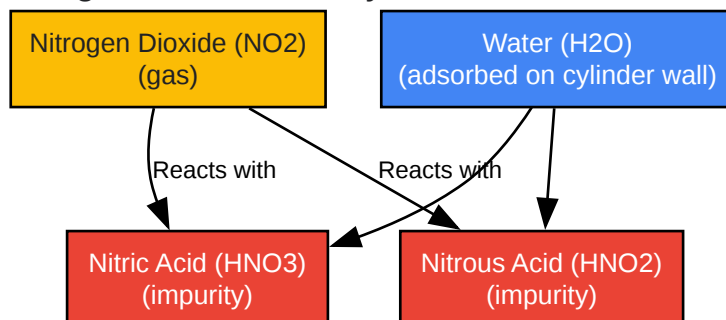 Nitrogen Dioxide (NO2)
(gas)
Water (H2O)
(adsorbed on cylinder wall)
Reacts with
Reacts with
Nitric Acid (HNO3)
(impurity)
Nitrous Acid (HNO2)
(impurity)